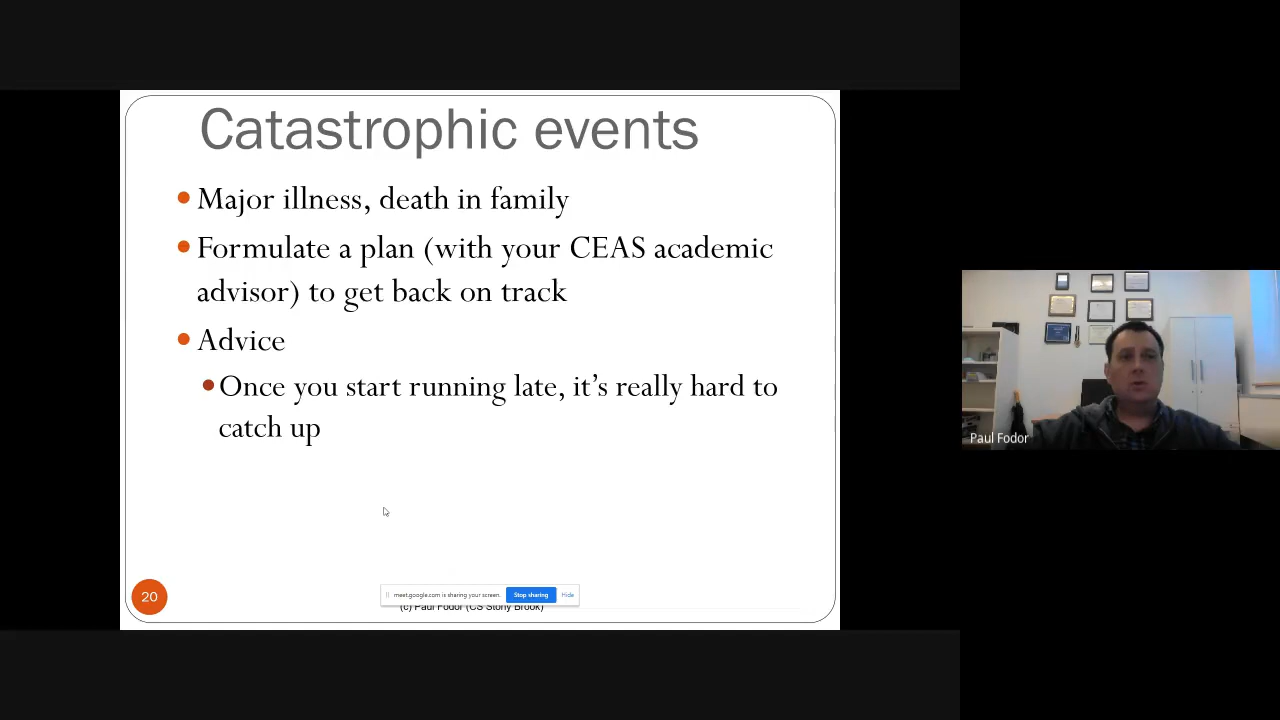 Catastrophic events
Major illness, death in family
Formulate a plan (with your CEAS academic
advisor) to get back on track
Advice
Once you start running late, it's really hard to
catch up
20
meet.google.com is sharing your screen.
Stop sharing
Hide
(c) Paul Fodor (CS Stony Brook)
Paul Fodor